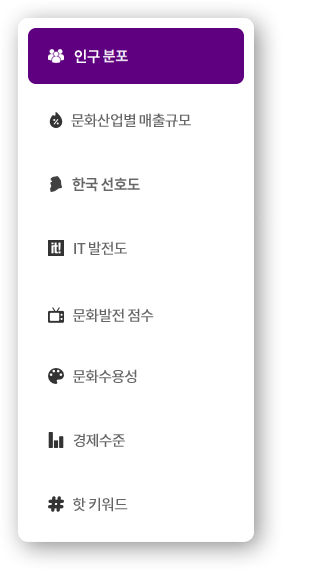 인구 분포
문화산업별 매출규모
한국 선호도
it! IT 발전도
문화발전 점수
문화수용성
경제수준
핫 키워드